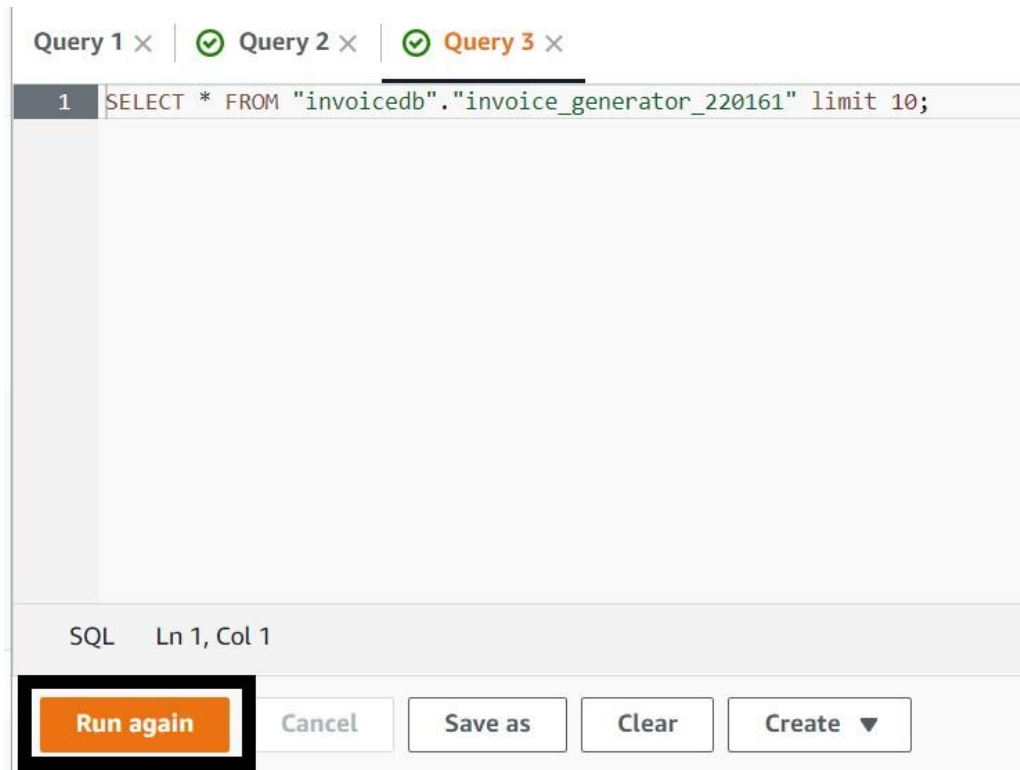 Query 1 Query 2 Query 3
1 SELECT * FROM "invoicedb"."invoice_generator_220161" limit 10;
SQL Ln 1, Col 1
Run again Cancel Save as Clear Create